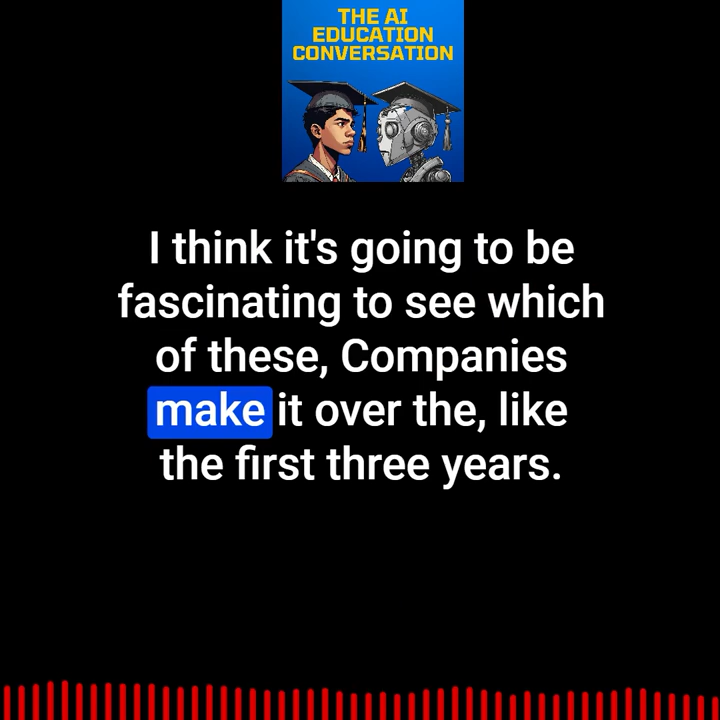 THE AI
EDUCATION
CONVERSATION
I think it's going to be
fascinating to see which
of these, Companies
make it over the, like
the first three years.